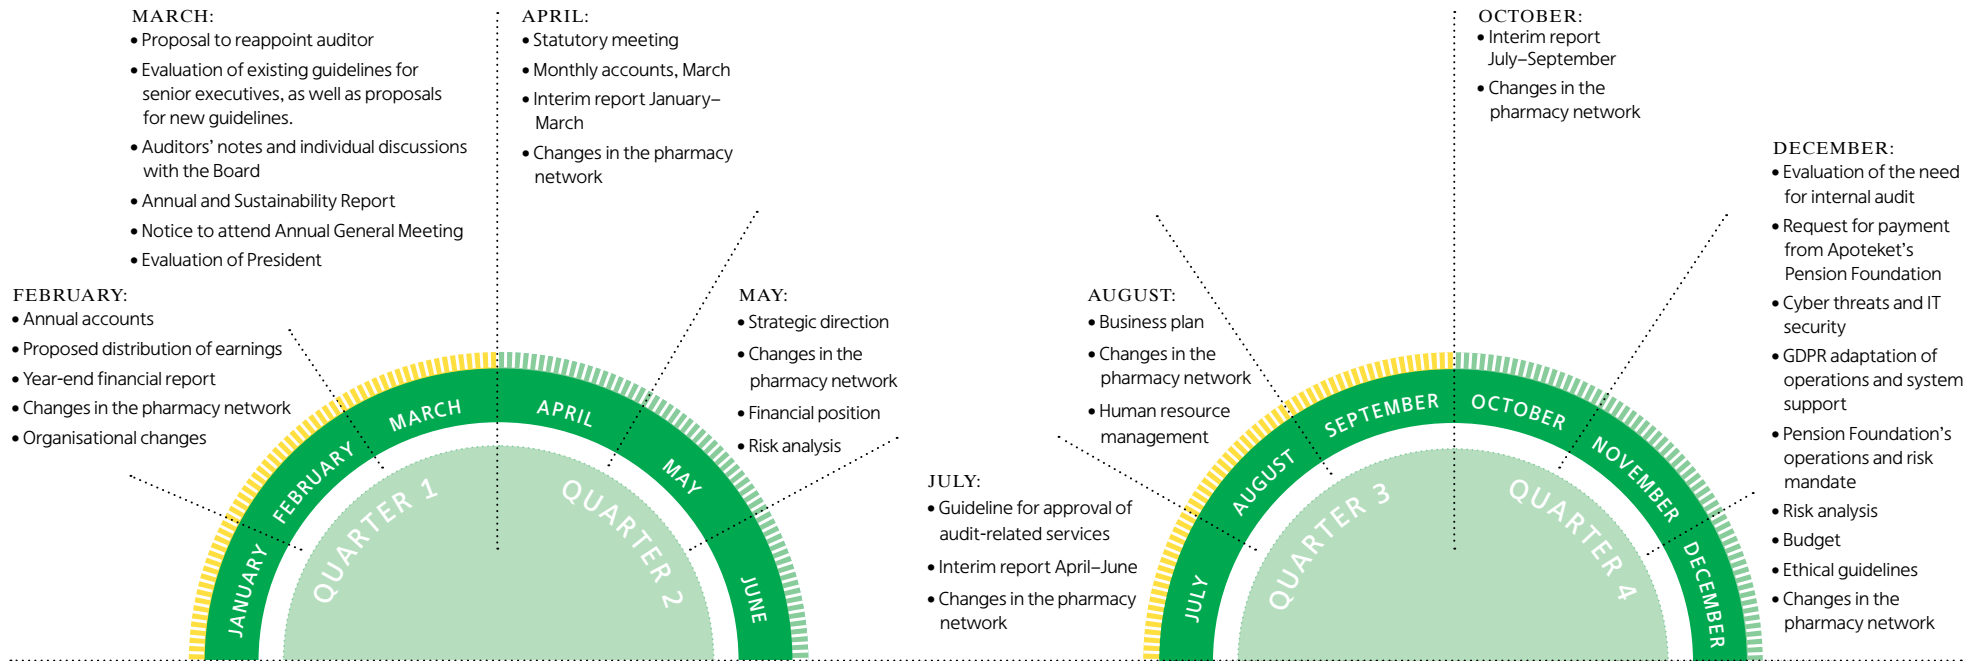 MARCH:
• Proposal to reappoint auditor
• Evaluation of existing guidelines for
senior executives, as well as proposals
for new guidelines.
• Auditors’ notes and individual discussions
with the Board
• Annual and Sustainability Report
• Notice to attend Annual General Meeting
• Evaluation of President
APRIL:
• Statutory meeting
• Monthly accounts, March
• Interim report January–
March
• Changes in the pharmacy
network
FEBRUARY:
• Annual accounts
• Proposed distribution of earnings
• Year-end financial report
• Changes in the pharmacy network
• Organisational changes
MAY:
• Strategic direction
• Changes in the
pharmacy network
• Financial position
• Risk analysis
JANUARY
FEBRUARY
MARCH
APRIL
MAY
JUNE
QUARTER 1
QUARTER 2
OCTOBER:
• Interim report
July–September
• Changes in the
pharmacy network
AUGUST:
• Business plan
• Changes in the
pharmacy network
• Human resource
management
JULY:
• Guideline for approval of
audit-related services
• Interim report April–June
• Changes in the pharmacy
network
DECEMBER:
• Evaluation of the need
for internal audit
• Request for payment
from Apoteket’s
Pension Foundation
• Cyber threats and IT
security
• GDPR adaptation of
operations and system
support
• Pension Foundation’s
operations and risk
mandate
• Risk analysis
• Budget
• Ethical guidelines
• Changes in the
pharmacy network
JULY
AUGUST
SEPTEMBER
OCTOBER
NOVEMBER
DECEMBER
QUARTER 3
QUARTER 4